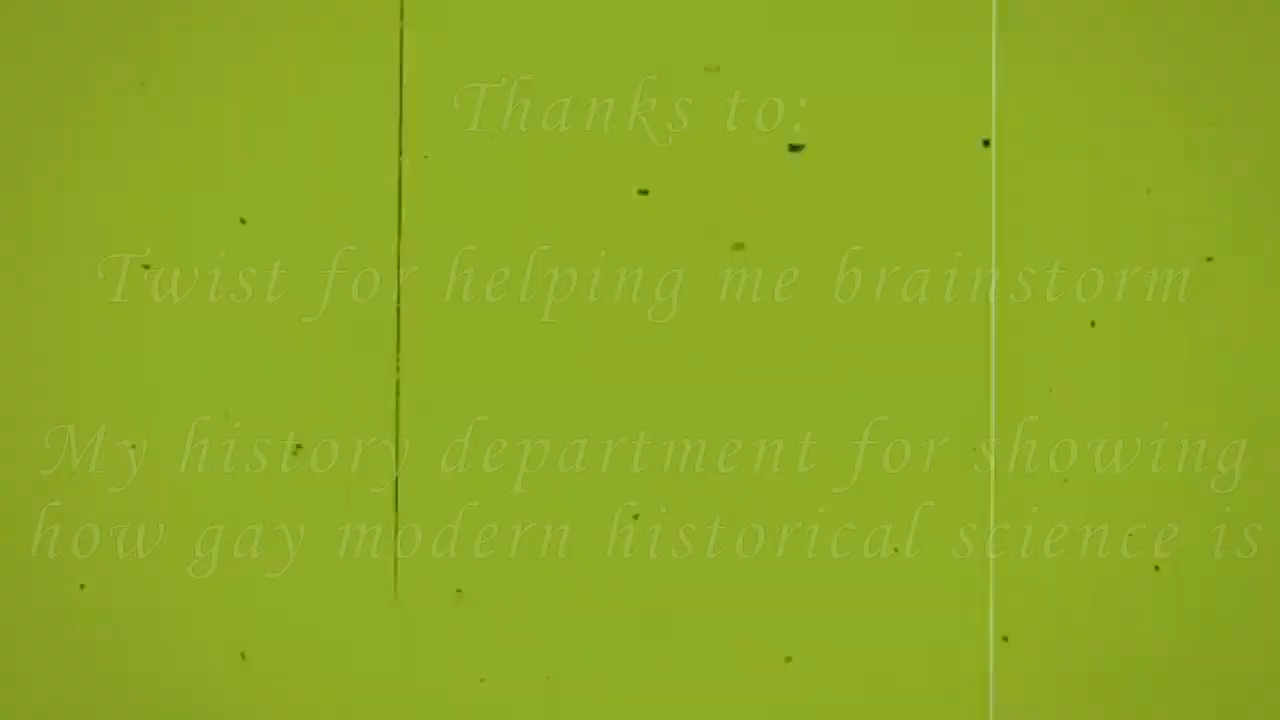 Thanks to:
Twist for helping me brainstorm
My history department for showing
how gay modern historical science is